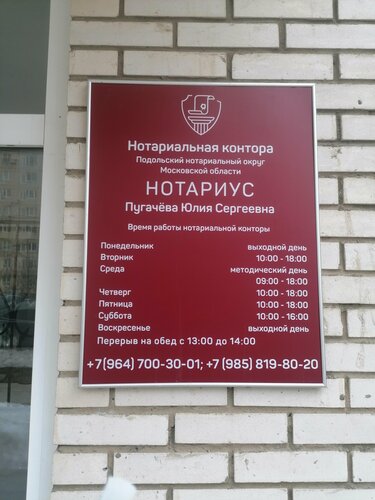 Нотариальная контора
Подольский нотариальный округ
Московской области
НОТАРИУС
Пугачёва Юлия Сергеевна
Время работы нотариальной конторы
Понедельник выходной день
Вторник 10:00 - 18:00
Среда методический день
09:00 - 18:00
Четверг 10:00 - 18:00
Пятница 10:00 - 18:00
Суббота 10:00 - 16:00
Воскресенье выходной день
Перерыв на обед с 13:00 до 14:00
+7(964) 700-30-01; +7 (985) 819-80-20